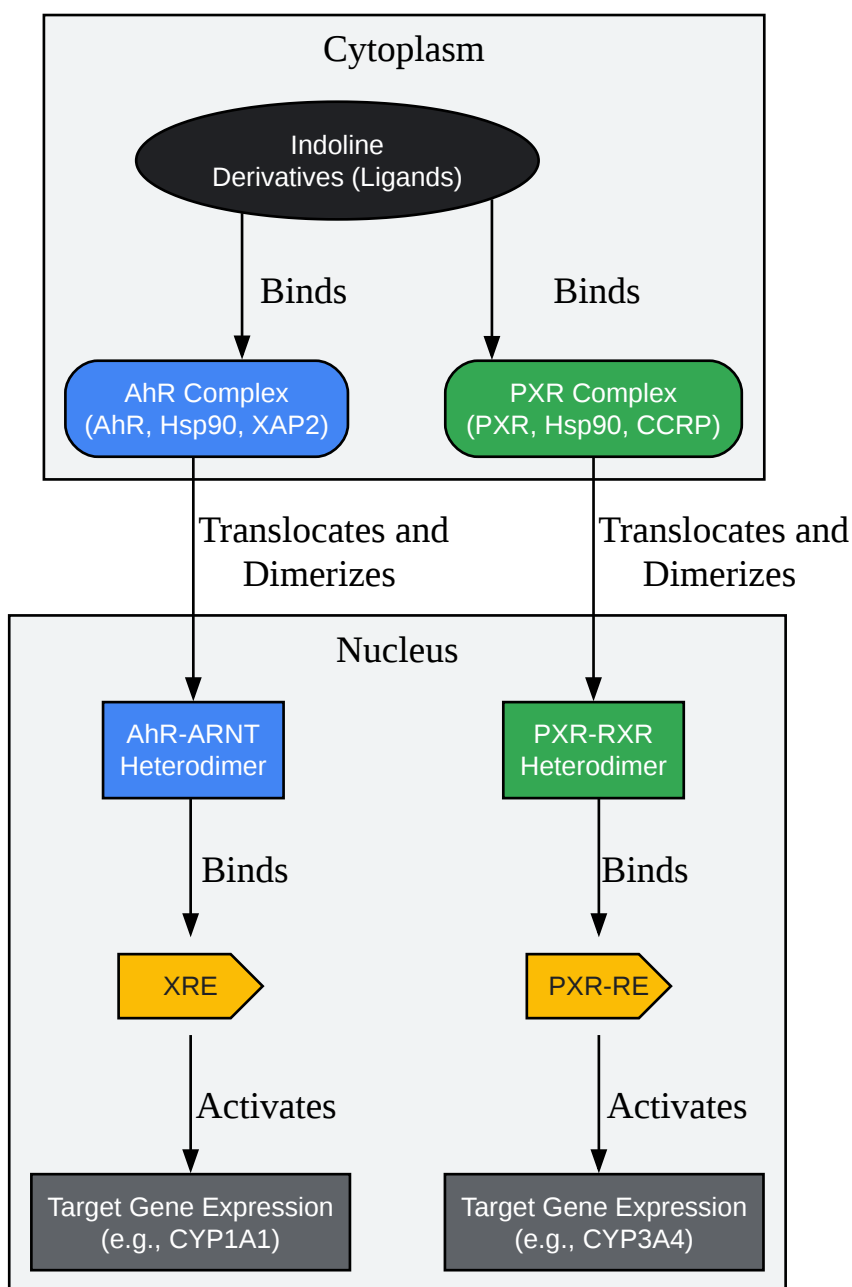 Cytoplasm
Indoline
Derivatives (Ligands)
Binds
Binds
AhR Complex
(AhR, Hsp90, XAP2)
PXR Complex
(PXR, Hsp90, CCRP)
Translocates and
Dimerizes
Translocates and
Dimerizes
Nucleus
AhR-ARNT
Heterodimer
PXR-RXR
Heterodimer
Binds
Binds
XRE
PXR-RE
Activates
Activates
Target Gene Expression
(e.g., CYP1A1)
Target Gene Expression
(e.g., CYP3A4)